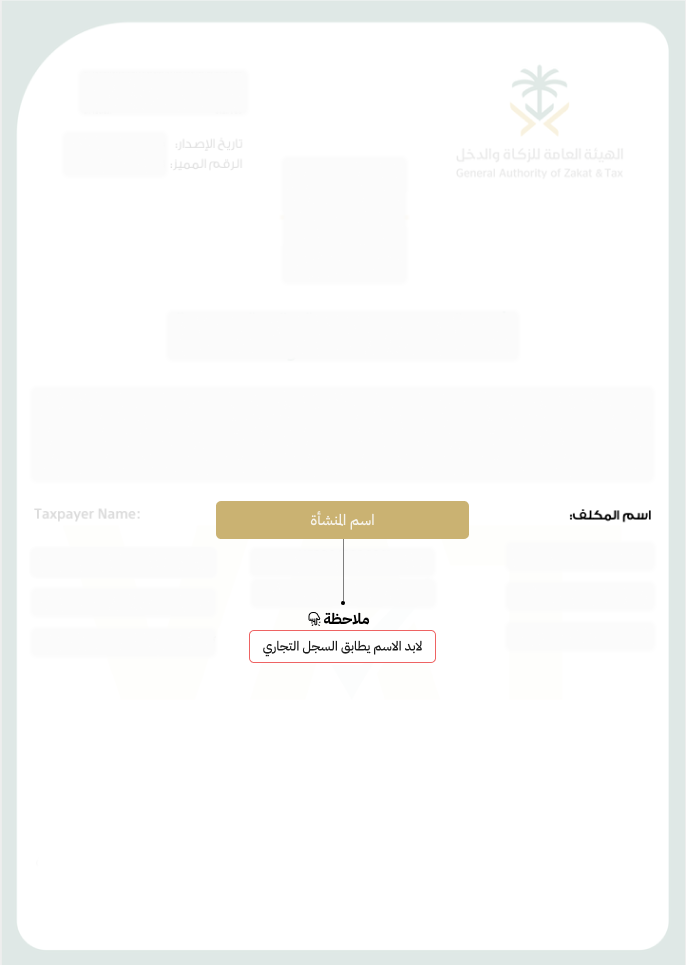 تاريخ الإصدار:
الرقم المميز:
الهيئة العامة للزكاة والدخل
General Authority of Zakat & Tax
اسم المكلف:
اسم المنشأة
Taxpayer Name:
ملاحظة
لابد الاسم يطابق السجل التجاري